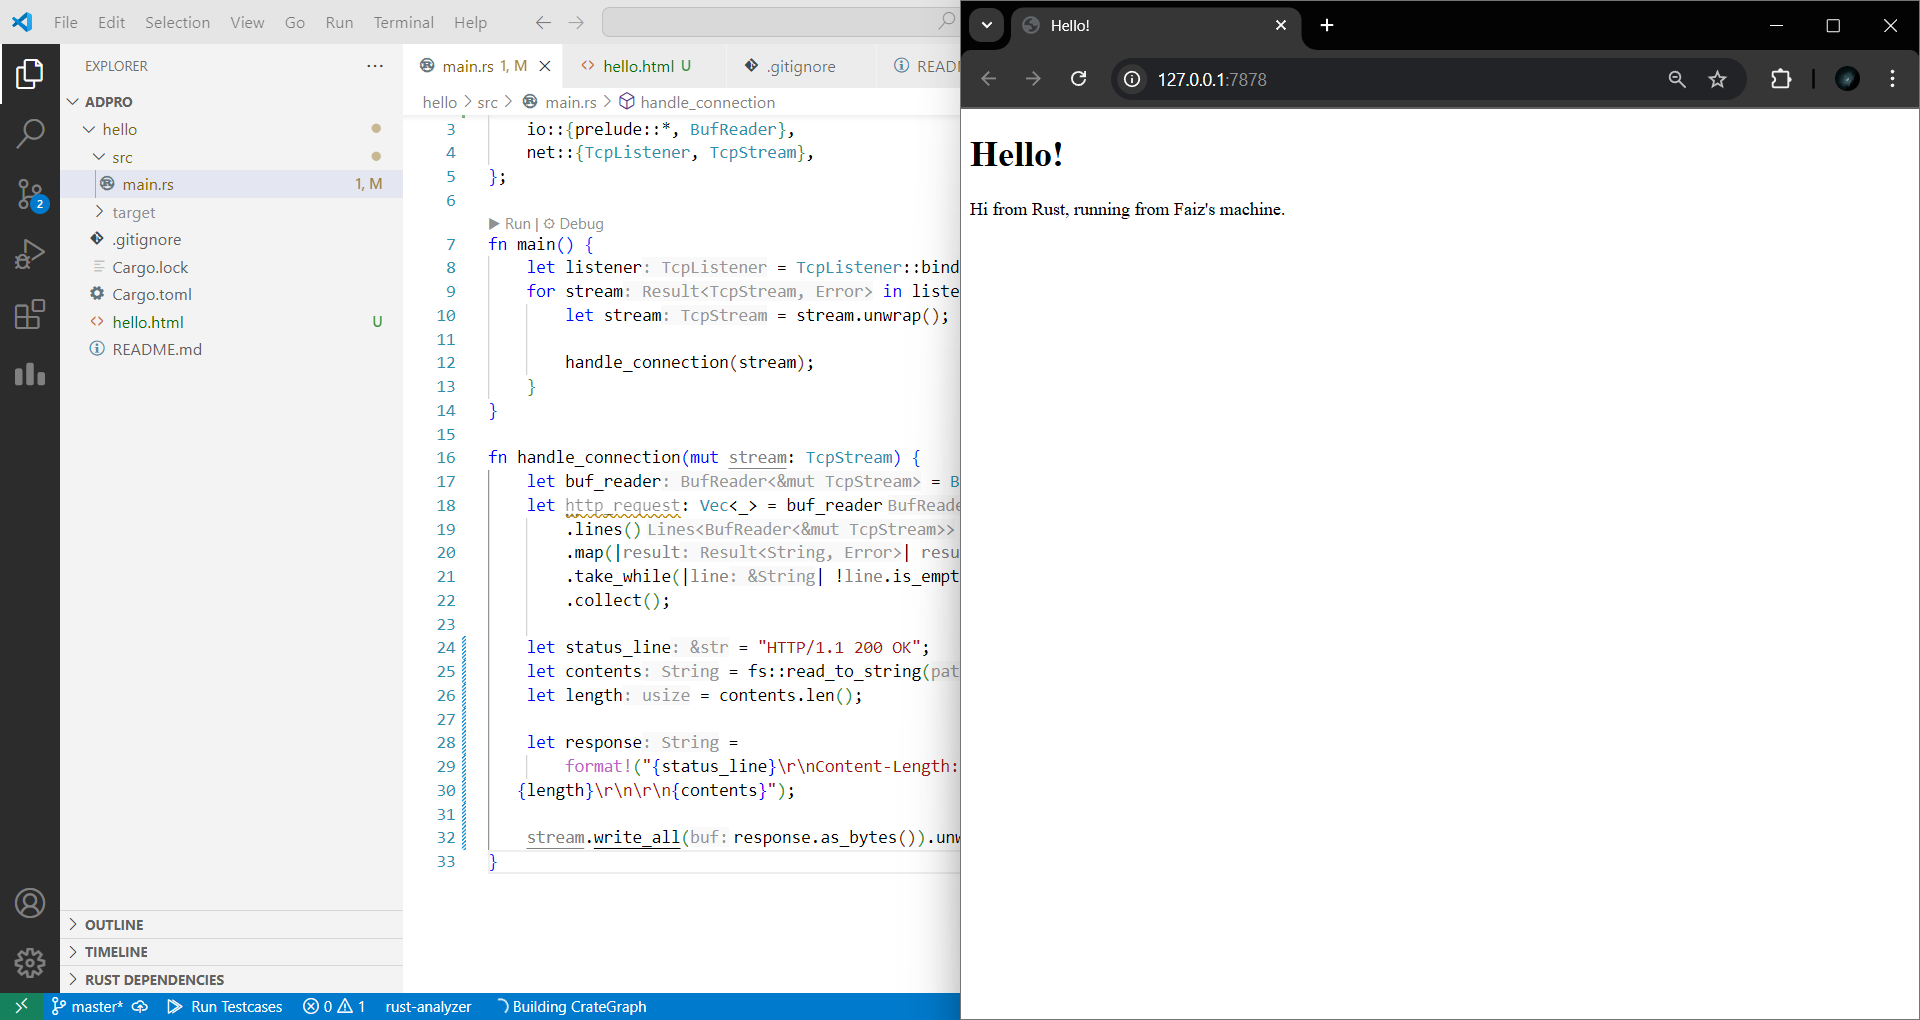 File Edit Selection View Go Run Terminal Help
EXPLORER
ADPRO
hello
src
main.rs 1, M
target
.gitignore
Cargo.lock
Cargo.toml
hello.html U
README.md
OUTLINE
TIMELINE
RUST DEPENDENCIES
main.rs 1, M
hello.html U
.gitignore
READ
hello > src > main.rs > handle_connection
3 io::{prelude::*, BufReader},
4 net::{TcpListener, TcpStream},
5 };
6
Run | Debug
7 fn main() {
8 let listener: TcpListener = TcpListener::bind
9 for stream: Result<TcpStream, Error> in liste
10 let stream: TcpStream = stream.unwrap();
11
12 handle_connection(stream);
13 }
14 }
15
16 fn handle_connection(mut stream: TcpStream) {
17 let buf_reader: BufReader<&mut TcpStream> = B
18 let http_request: Vec<_> = buf_reader BufReade
19 .lines() Lines<BufReader<&mut TcpStream>>
20 .map(|result: Result<String, Error>| resu
21 .take_while(|line: &String| !line.is_empt
22 .collect();
23
24 let status_line: &str = "HTTP/1.1 200 OK";
25 let contents: String = fs::read_to_string(pat
26 let length: usize = contents.len();
27
28 let response: String =
29 format!("{status_line}\r\nContent-Length:
30 {length}\r\n\r\n{contents}");
31
32 stream.write_all(buf: response.as_bytes()).unw
33 }
2
master* Run Testcases 0 1 rust-analyzer Building CrateGraph
Hello!
127.0.0.1:7878
Hello!
Hi from Rust, running from Faiz's machine.